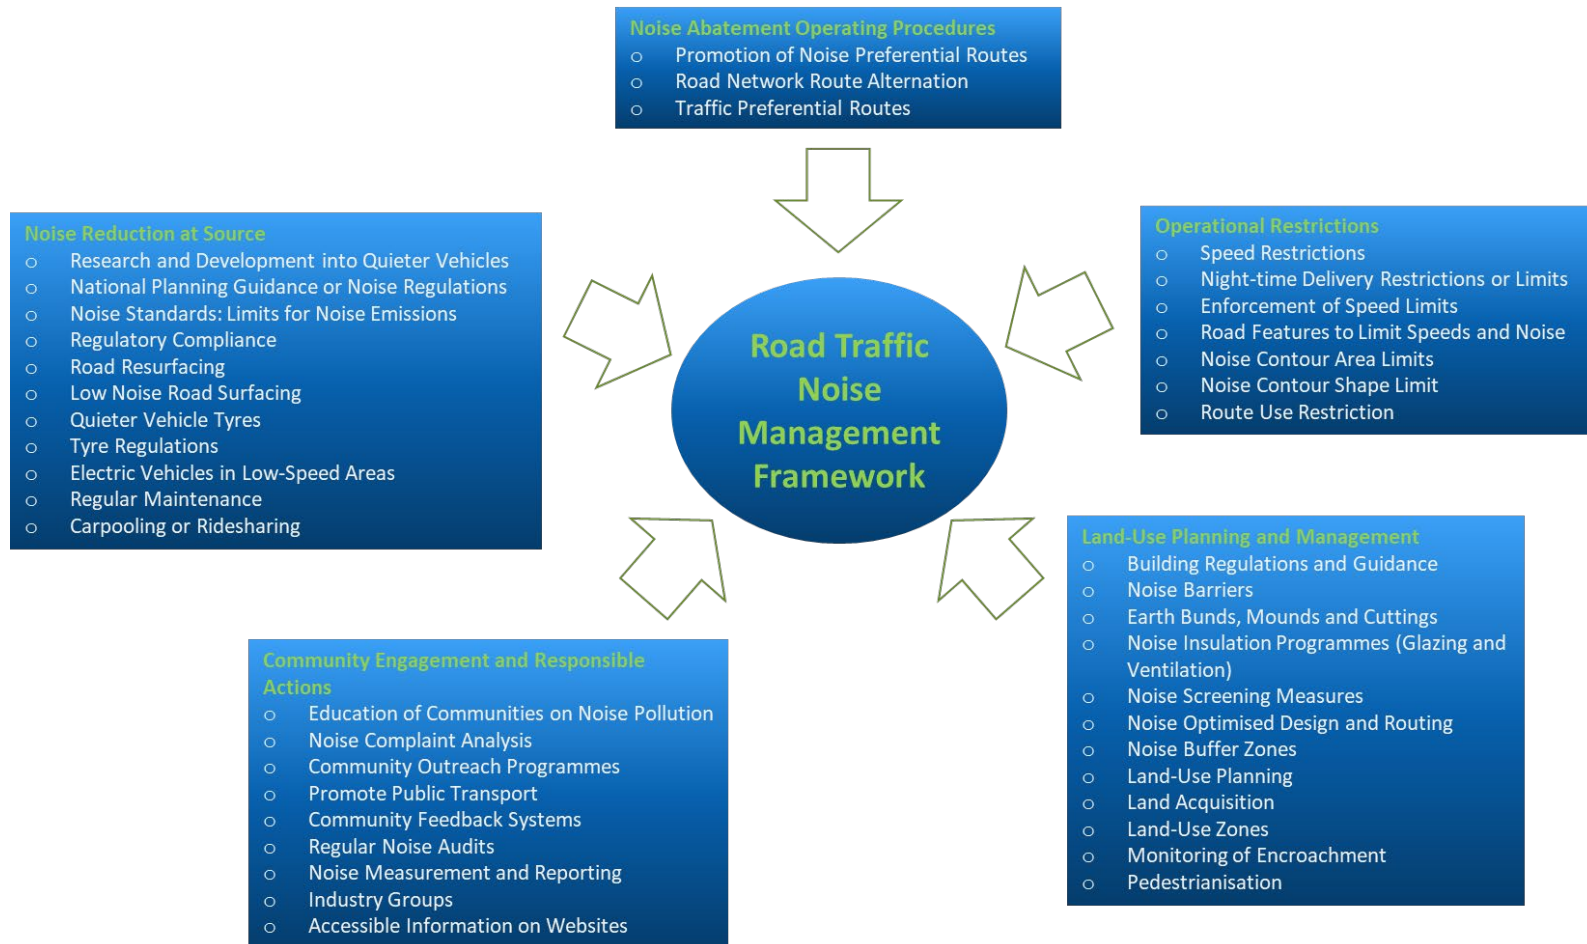 Noise Abatement Operating Procedures
o Promotion of Noise Preferential Routes
o Road Network Route Alternation
o Traffic Preferential Routes
Noise Reduction at Source
o Research and Development into Quieter Vehicles
o National Planning Guidance or Noise Regulations
o Noise Standards: Limits for Noise Emissions
o Regulatory Compliance
o Road Resurfacing
o Low Noise Road Surfacing
o Quieter Vehicle Tyres
o Tyre Regulations
o Electric Vehicles in Low-Speed Areas
o Regular Maintenance
o Carpooling or Ridesharing
Operational Restrictions
o Speed Restrictions
o Night-time Delivery Restrictions or Limits
o Enforcement of Speed Limits
o Road Features to Limit Speeds and Noise
o Noise Contour Area Limits
o Noise Contour Shape Limit
o Route Use Restriction
Road Traffic
Noise
Management
Framework
Community Engagement and Responsible
Actions
o Education of Communities on Noise Pollution
o Noise Complaint Analysis
o Community Outreach Programmes
o Promote Public Transport
o Community Feedback Systems
o Regular Noise Audits
o Noise Measurement and Reporting
o Industry Groups
o Accessible Information on Websites
Land-Use Planning and Management
o Building Regulations and Guidance
o Noise Barriers
o Earth Bunds, Mounds and Cuttings
o Noise Insulation Programmes (Glazing and
Ventilation)
o Noise Screening Measures
o Noise Optimised Design and Routing
o Noise Buffer Zones
o Land-Use Planning
o Land Acquisition
o Land-Use Zones
o Monitoring of Encroachment
o Pedestrianisation